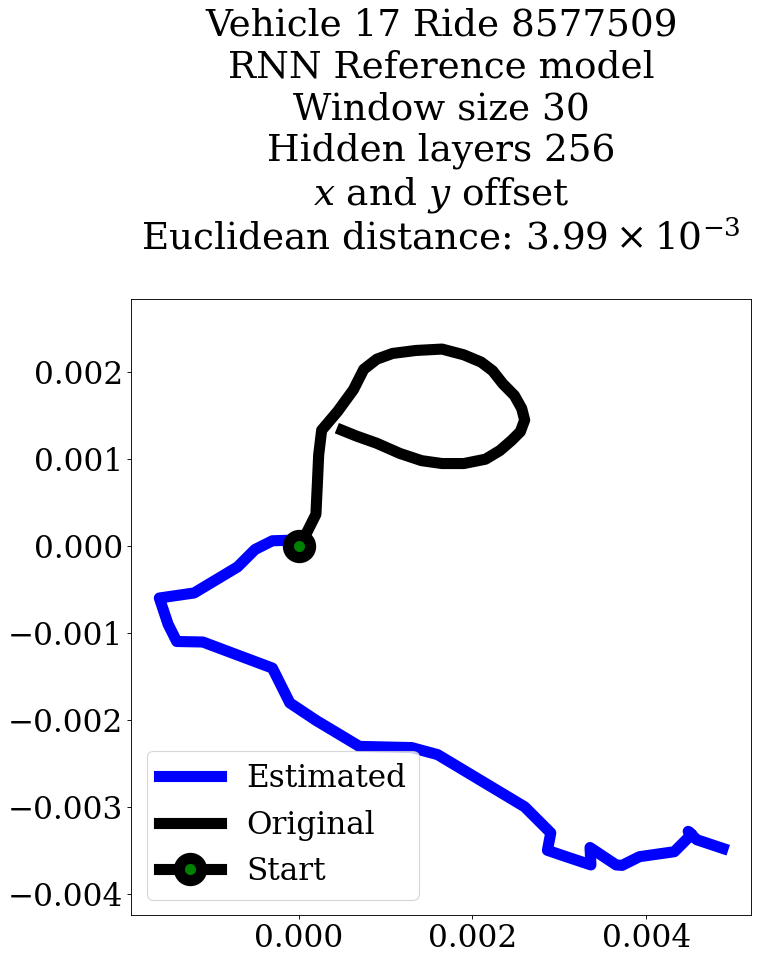 Vehicle 17 Ride 8577509
RNN Reference model
Window size 30
Hidden layers 256
x and y offset
Euclidean distance: 3.99 × 10⁻³
0.002
0.001
0.000
−0.001
−0.002
−0.003
−0.004
Estimated
Original
Start
0.000 0.002 0.004